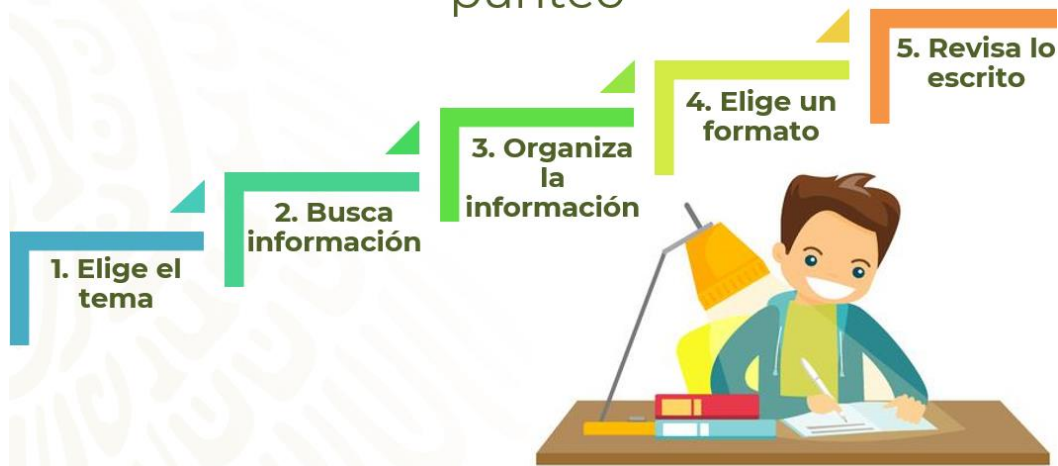 punteo
1. Elige el
tema
2. Busca
información
3. Organiza
la
información
4. Elige un
formato
5. Revisa lo
escrito